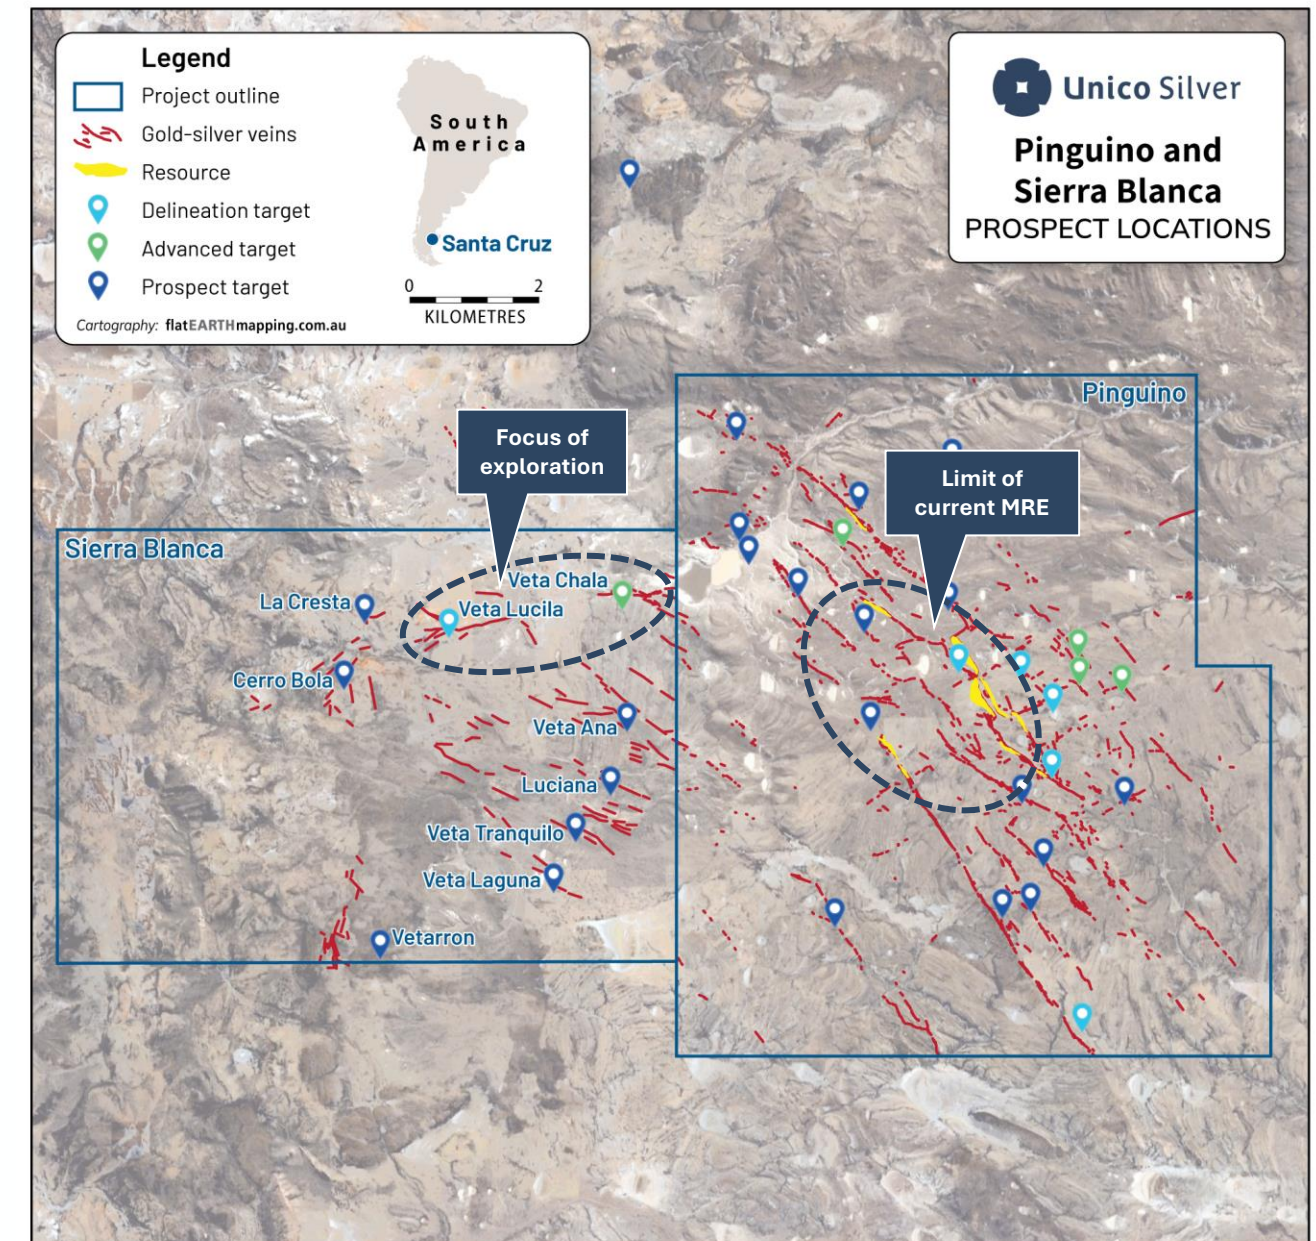 Legend
Project outline
Gold-silver veins
Resource
Delineation target
Advanced target
Prospect target
Cartography: flatEARTHmapping.com.au
South
America
Santa Cruz
0 2
KILOMETRES
Unico Silver
Pinguino and
Sierra Blanca
PROSPECT LOCATIONS
Pinguino
Focus of
exploration
Limit of
current MRE
Sierra Blanca
Veta Chala
La Cresta
Veta Lucila
Cerro Bola
Veta Ana
Luciana
Veta Tranquilo
Veta Laguna
Vetarron